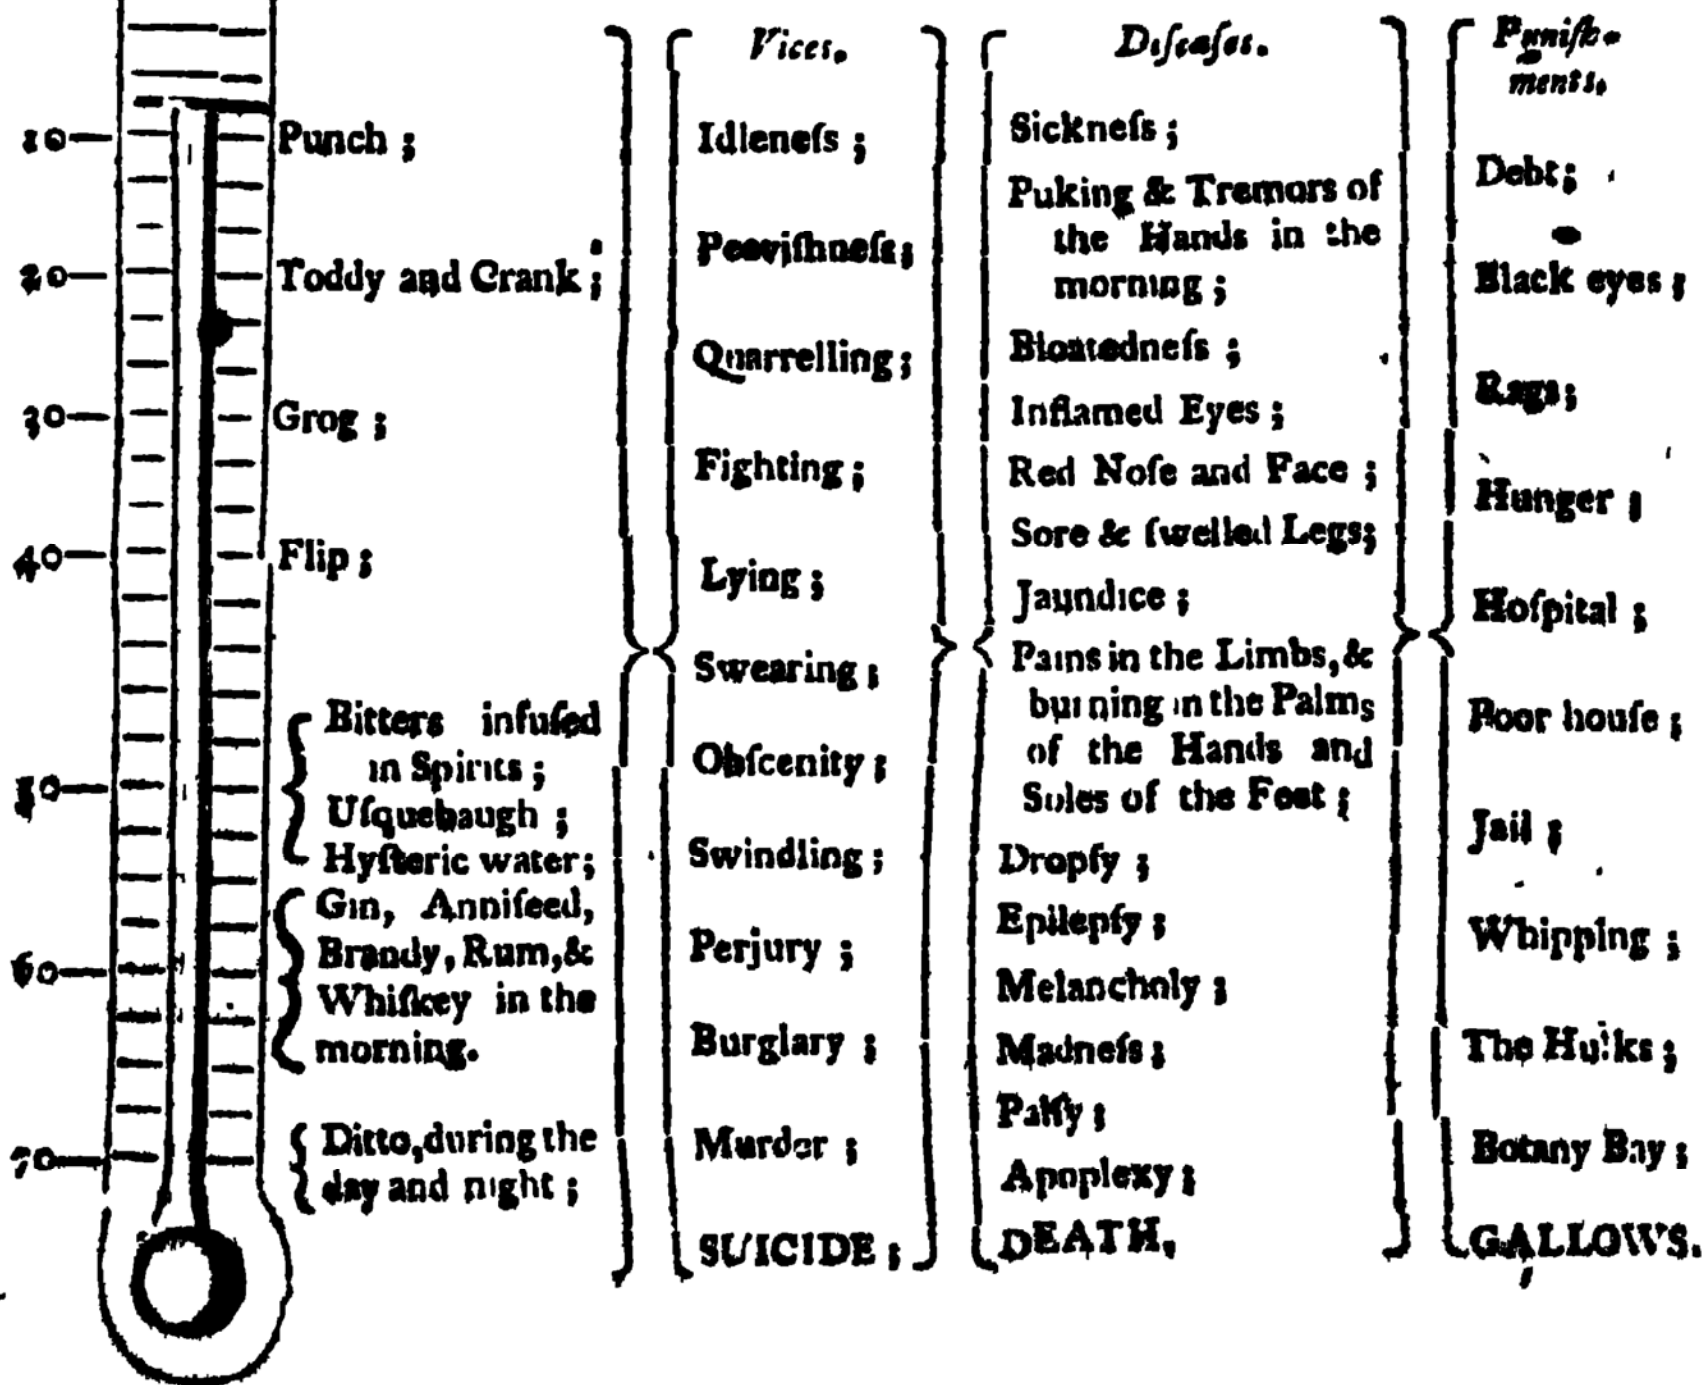 10
Punch;
20
Toddy and Crank;
30
Grog;
40
Flip;
Bitters infuſed
in Spirits;
50
Uſquebaugh;
Hyſteric water;
Gin, Anniſeed,
Brandy, Rum, &
60
Whiſkey in the
morning.
70
Ditto, during the
day and night;
Vices.
Idleneſs;
Peeviſhneſs;
Quarrelling;
Fighting;
Lying;
Swearing;
Obſcenity;
Swindling;
Perjury;
Burglary;
Murder;
SUICIDE;
Diſeaſes.
Sickneſs;
Puking & Tremors of
the Hands in the
morning;
Bloatedneſs;
Inflamed Eyes;
Red Noſe and Face;
Sore & ſwelled Legs;
Jaundice;
Pains in the Limbs, &
burning in the Palms
of the Hands and
Soles of the Feet;
Dropſy;
Epilepſy;
Melancholy;
Madneſs;
Palſy;
Apoplexy;
DEATH.
Puniſh-
ments.
Debt;
Black eyes;
Rags;
Hunger;
Hoſpital;
Poor houſe;
Jail;
Whipping;
The Hulks;
Botany Bay;
GALLOWS.